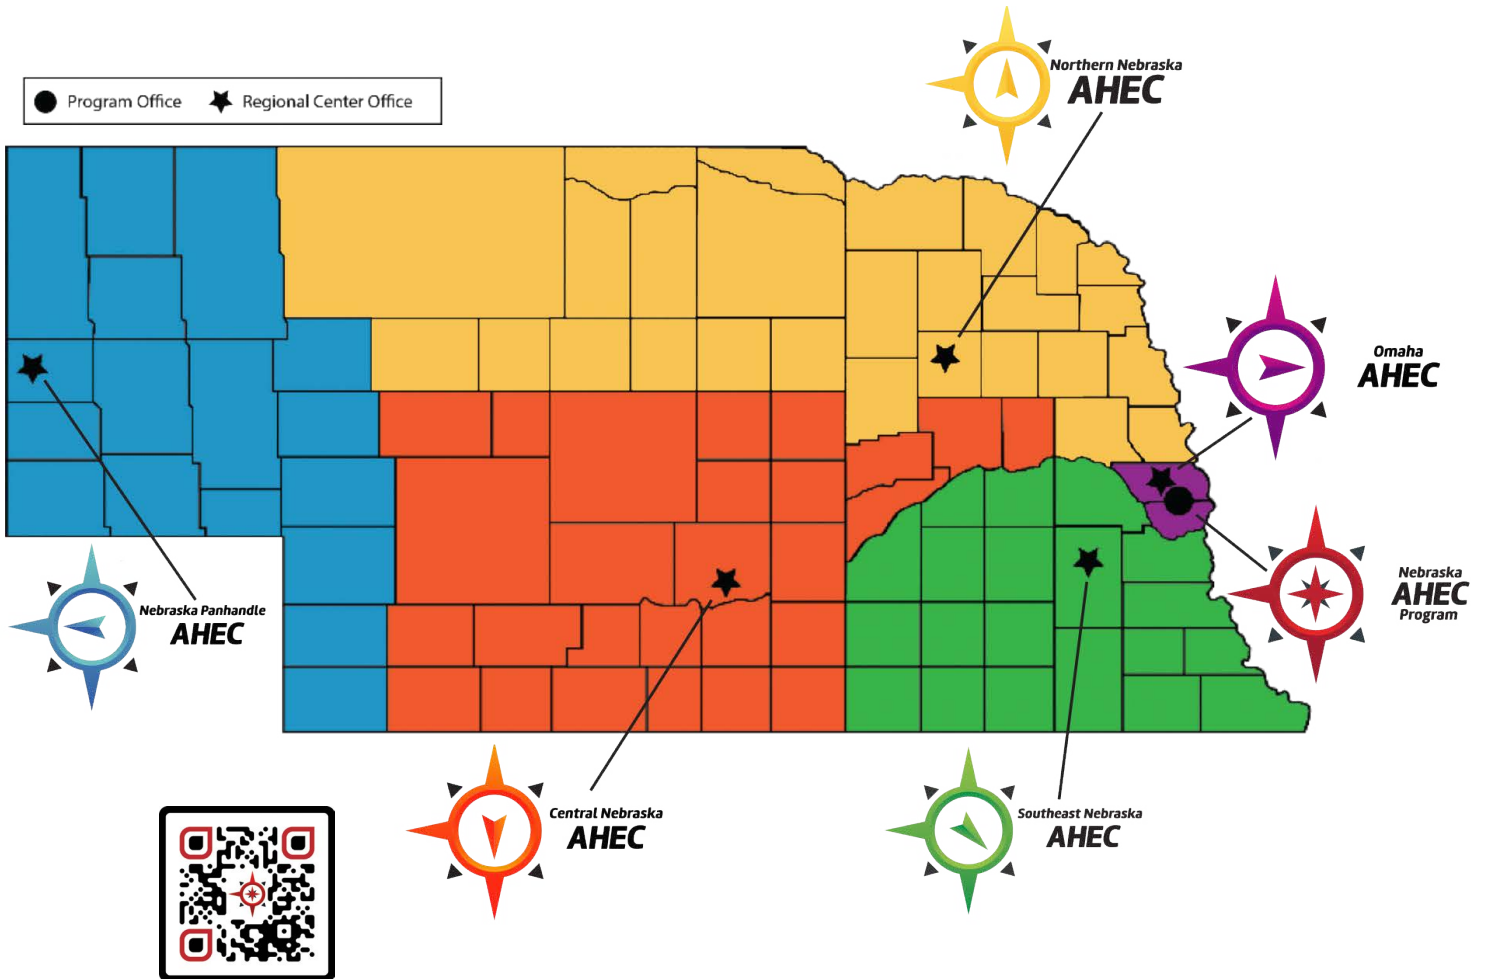 Northern Nebraska
AHEC
Program Office
Regional Center Office
Omaha
AHEC
Nebraska
AHEC
Program
Nebraska Panhandle
AHEC
Central Nebraska
AHEC
Southeast Nebraska
AHEC